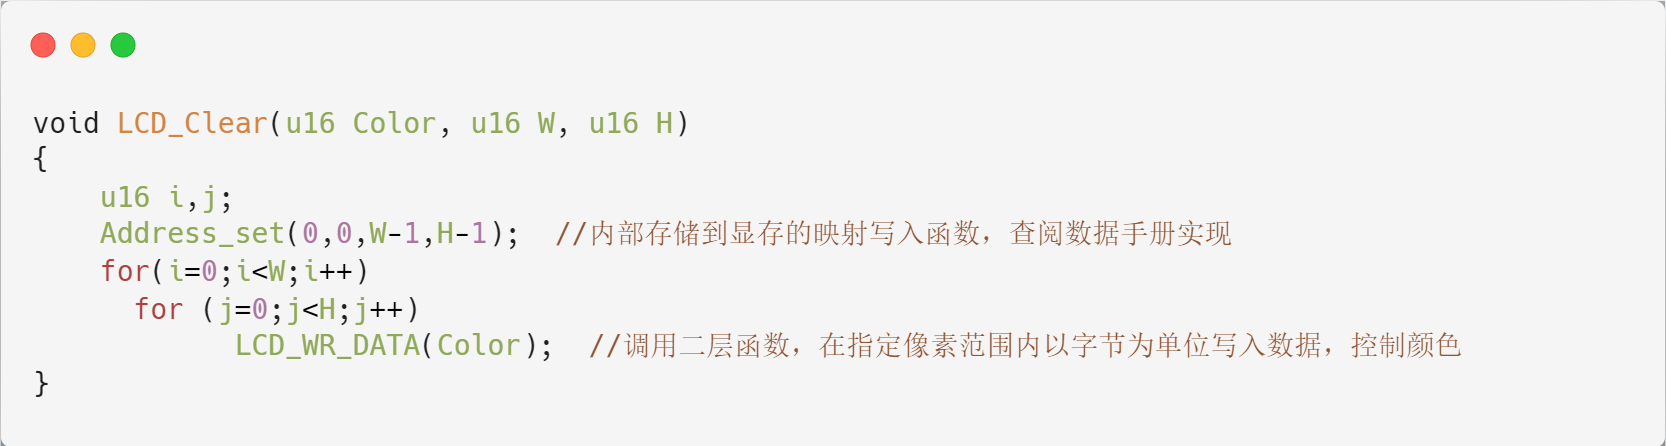 void LCD_Clear(u16 Color, u16 W, u16 H)
{
    u16 i,j;
    Address_set(0,0,W-1,H-1);  //内部存储到显存的映射写入函数，查阅数据手册实现
    for(i=0;i<W;i++)
      for (j=0;j<H;j++)
            LCD_WR_DATA(Color);  //调用二层函数，在指定像素范围内以字节为单位写入数据，控制颜色
}